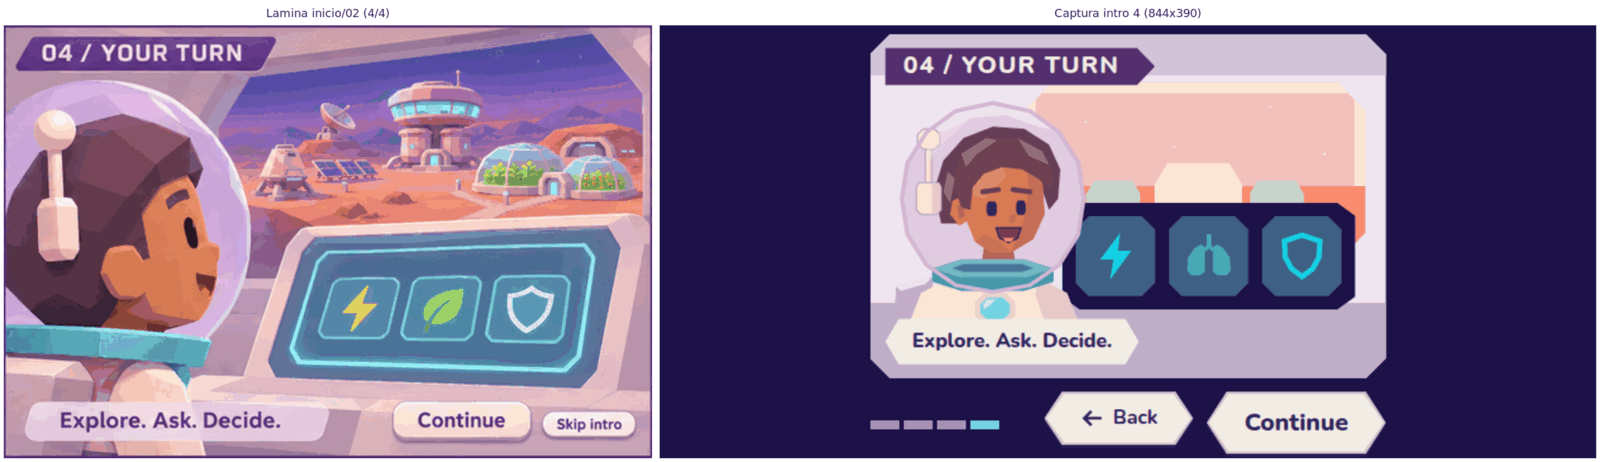 Lamina inicio/02 (4/4)
04 / YOUR TURN
Explore. Ask. Decide.
Continue
Skip intro
Captura intro 4 (844x390)
04 / YOUR TURN
Explore. Ask. Decide.
← Back
Continue